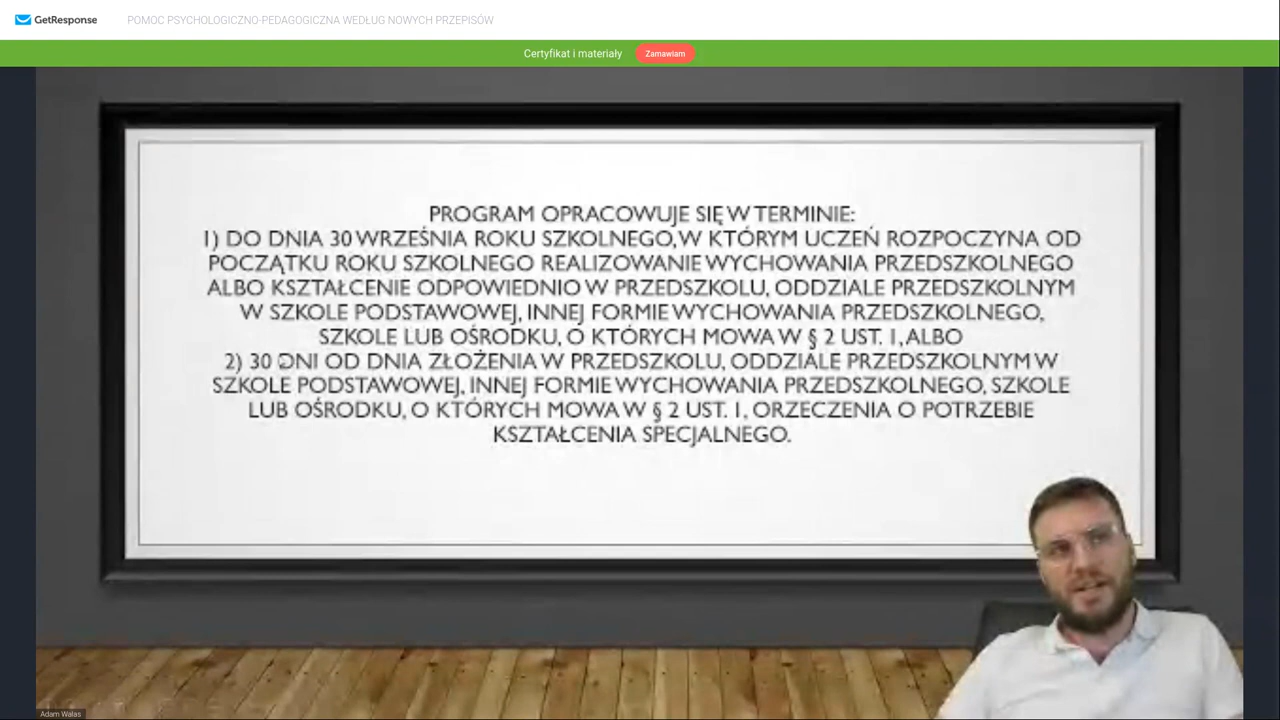 GetResponse
POMOC PSYCHOLOGICZNO-PEDAGOGICZNA WEDŁUG NOWYCH PRZEPISÓW
Certyfikat i materiały
Zamawiam
PROGRAM OPRACOWUJE SIĘ W TERMINIE:
1) DO DNIA 30 WRZEŚNIA ROKU SZKOLNEGO, W KTÓRYM UCZEŃ ROZPOCZYNA OD
POCZĄTKU ROKU SZKOLNEGO REALIZOWANIE WYCHOWANIA PRZEDSZKOLNEGO
ALBO KSZTAŁCENIE ODPOWIEDNIO W PRZEDSZKOLU, ODDZIALE PRZEDSZKOLNYM
W SZKOLE PODSTAWOWEJ, INNEJ FORMIE WYCHOWANIA PRZEDSZKOLNEGO,
SZKOLE LUB OŚRODKU, O KTÓRYCH MOWA W § 2 UST. 1, ALBO
2) 30 DNI OD DNIA ZŁOŻENIA W PRZEDSZKOLU, ODDZIALE PRZEDSZKOLNYM W
SZKOLE PODSTAWOWEJ, INNEJ FORMIE WYCHOWANIA PRZEDSZKOLNEGO, SZKOLE
LUB OŚRODKU, O KTÓRYCH MOWA W § 2 UST. 1, ORZECZENIA O POTRZEBIE
KSZTAŁCENIA SPECJALNEGO.
Adam Walas